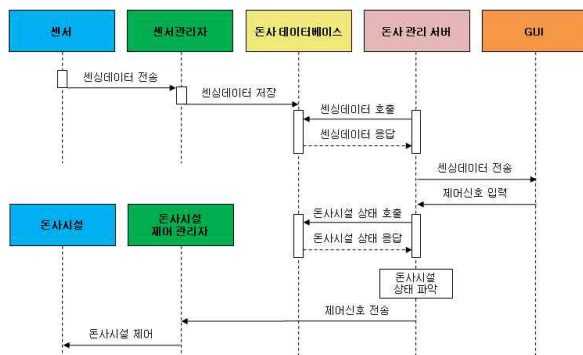 센서
센서관리자
돈사 데이터베이스
돈사 관리 서버
GUI
센싱데이터 전송
센싱데이터 저장
센싱데이터 호출
센싱데이터 응답
센싱데이터 전송
제어신호 입력
돈사시설
돈사시설
제어 관리자
돈사시설 상태 호출
돈사시설 상태 응답
돈사시설
상태 파악
제어신호 전송
돈사시설 제어